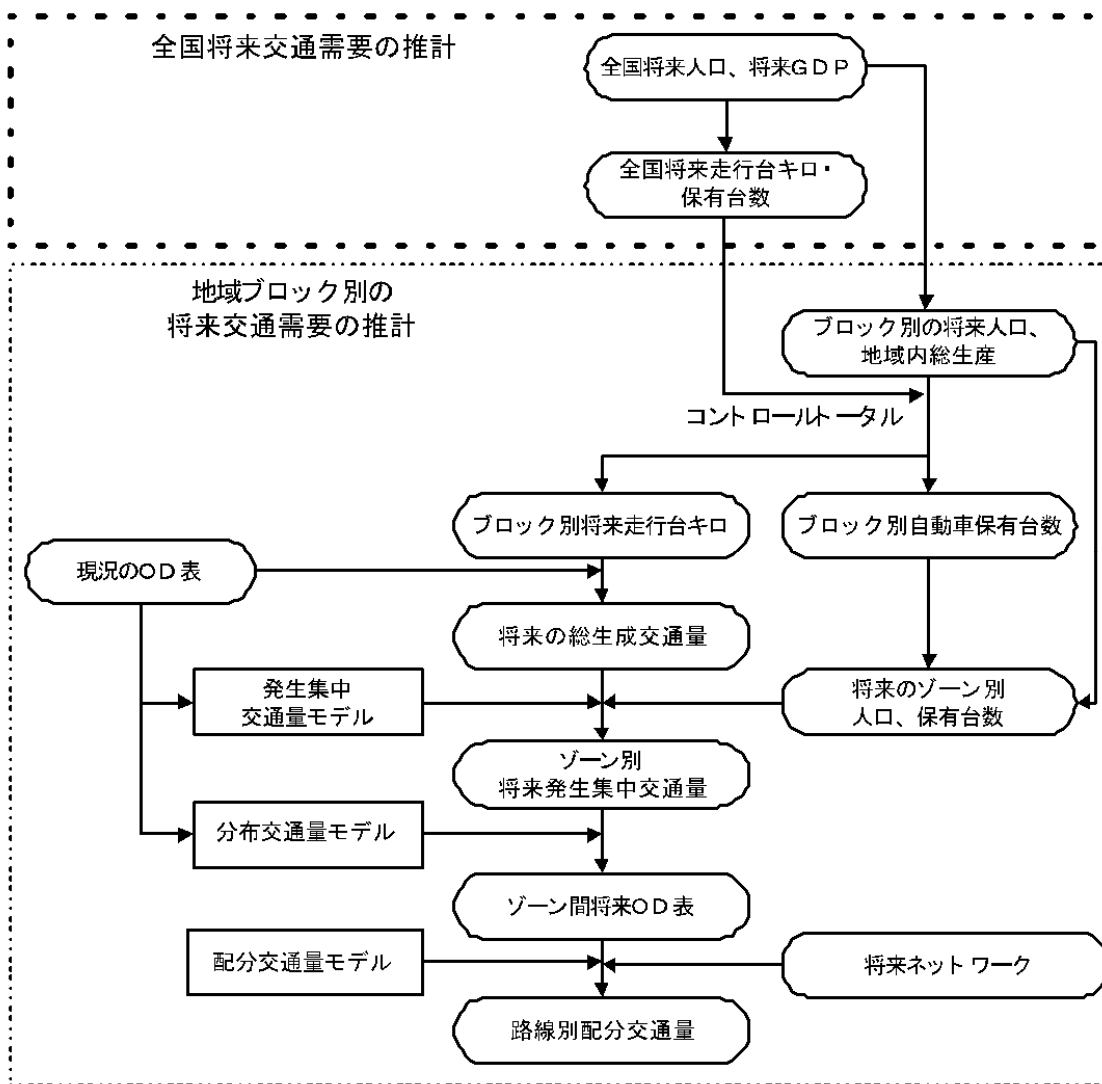 全国将来交通需要の推計
全国将来人口、将来GDP
全国将来走行台キロ・
保有台数
地域ブロック別の
将来交通需要の推計
ブロック別の将来人口、
地域内総生産
コントロールトータル
ブロック別将来走行台キロ
ブロック別自動車保有台数
現況のOD表
将来の総生成交通量
発生集中
交通量モデル
将来のゾーン別
人口、保有台数
ゾーン別
将来発生集中交通量
分布交通量モデル
ゾーン間将来OD表
配分交通量モデル
将来ネットワーク
路線別配分交通量